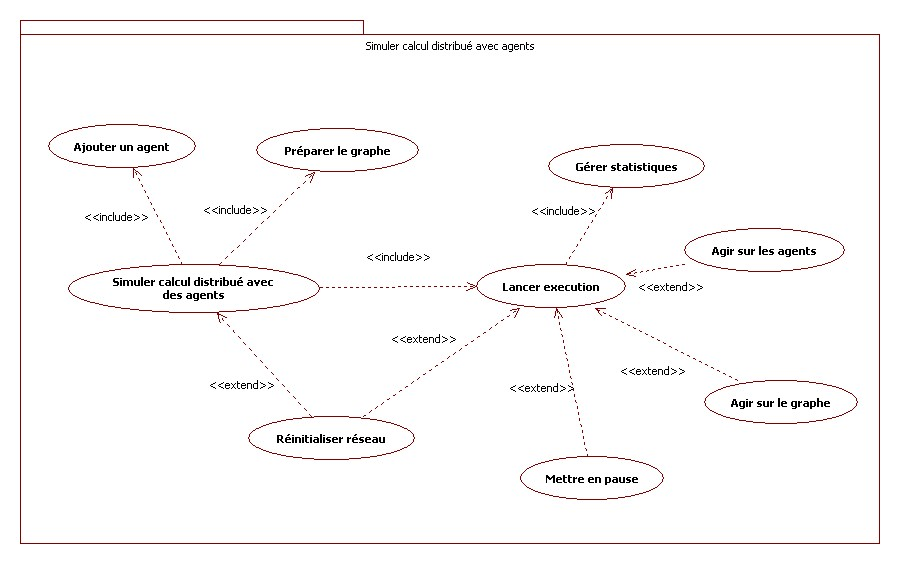 Simuler calcul distribué avec agents
Ajouter un agent
Préparer le graphe
Gérer statistiques
<<include>>
<<include>>
<<include>>
Agir sur les agents
<<include>>
Simuler calcul distribué avec
des agents
Lancer execution
<<extend>>
<<extend>>
<<extend>>
<<extend>>
<<extend>>
Agir sur le graphe
Réinitialiser réseau
Mettre en pause